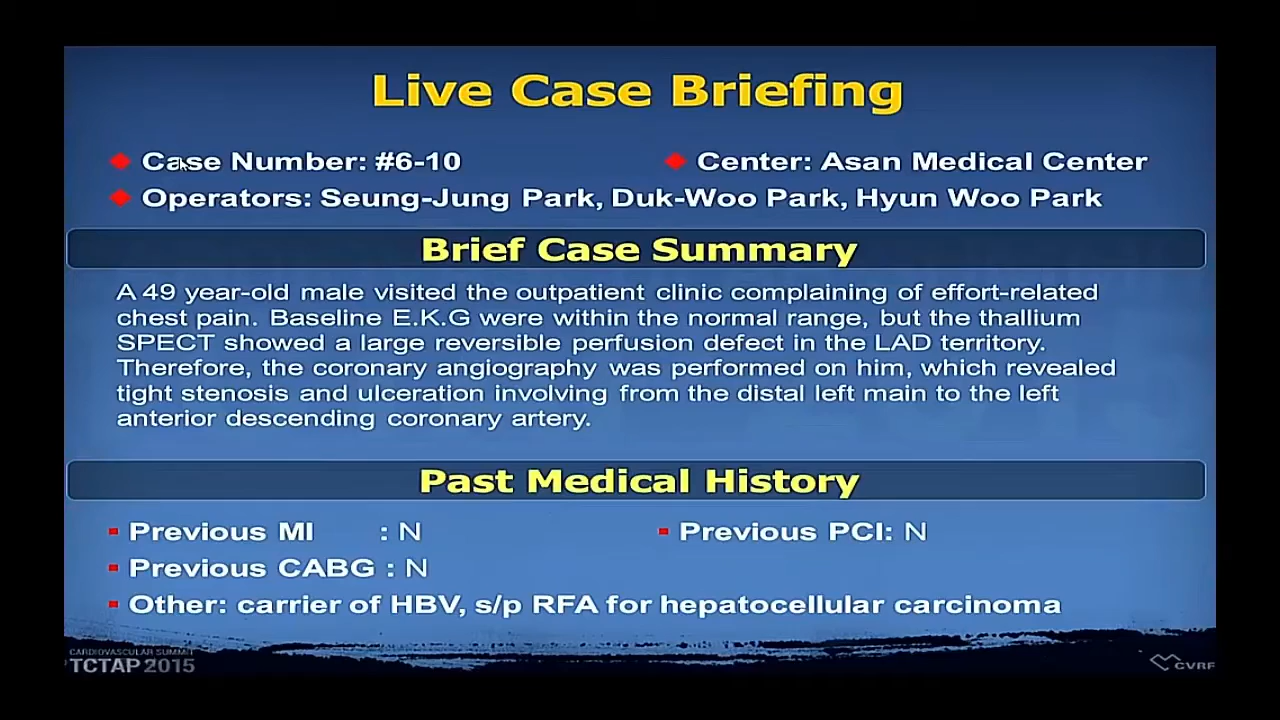 Live Case Briefing
Case Number: #6-10
Center: Asan Medical Center
Operators: Seung-Jung Park, Duk-Woo Park, Hyun Woo Park
Brief Case Summary
A 49 year-old male visited the outpatient clinic complaining of effort-related
chest pain. Baseline E.K.G were within the normal range, but the thallium
SPECT showed a large reversible perfusion defect in the LAD territory.
Therefore, the coronary angiography was performed on him, which revealed
tight stenosis and ulceration involving from the distal left main to the left
anterior descending coronary artery.
Past Medical History
Previous MI : N
Previous PCI: N
Previous CABG : N
Other: carrier of HBV, s/p RFA for hepatocellular carcinoma
CARDIOVASCULAR SUMMIT
TCTAP 2015
CVRF